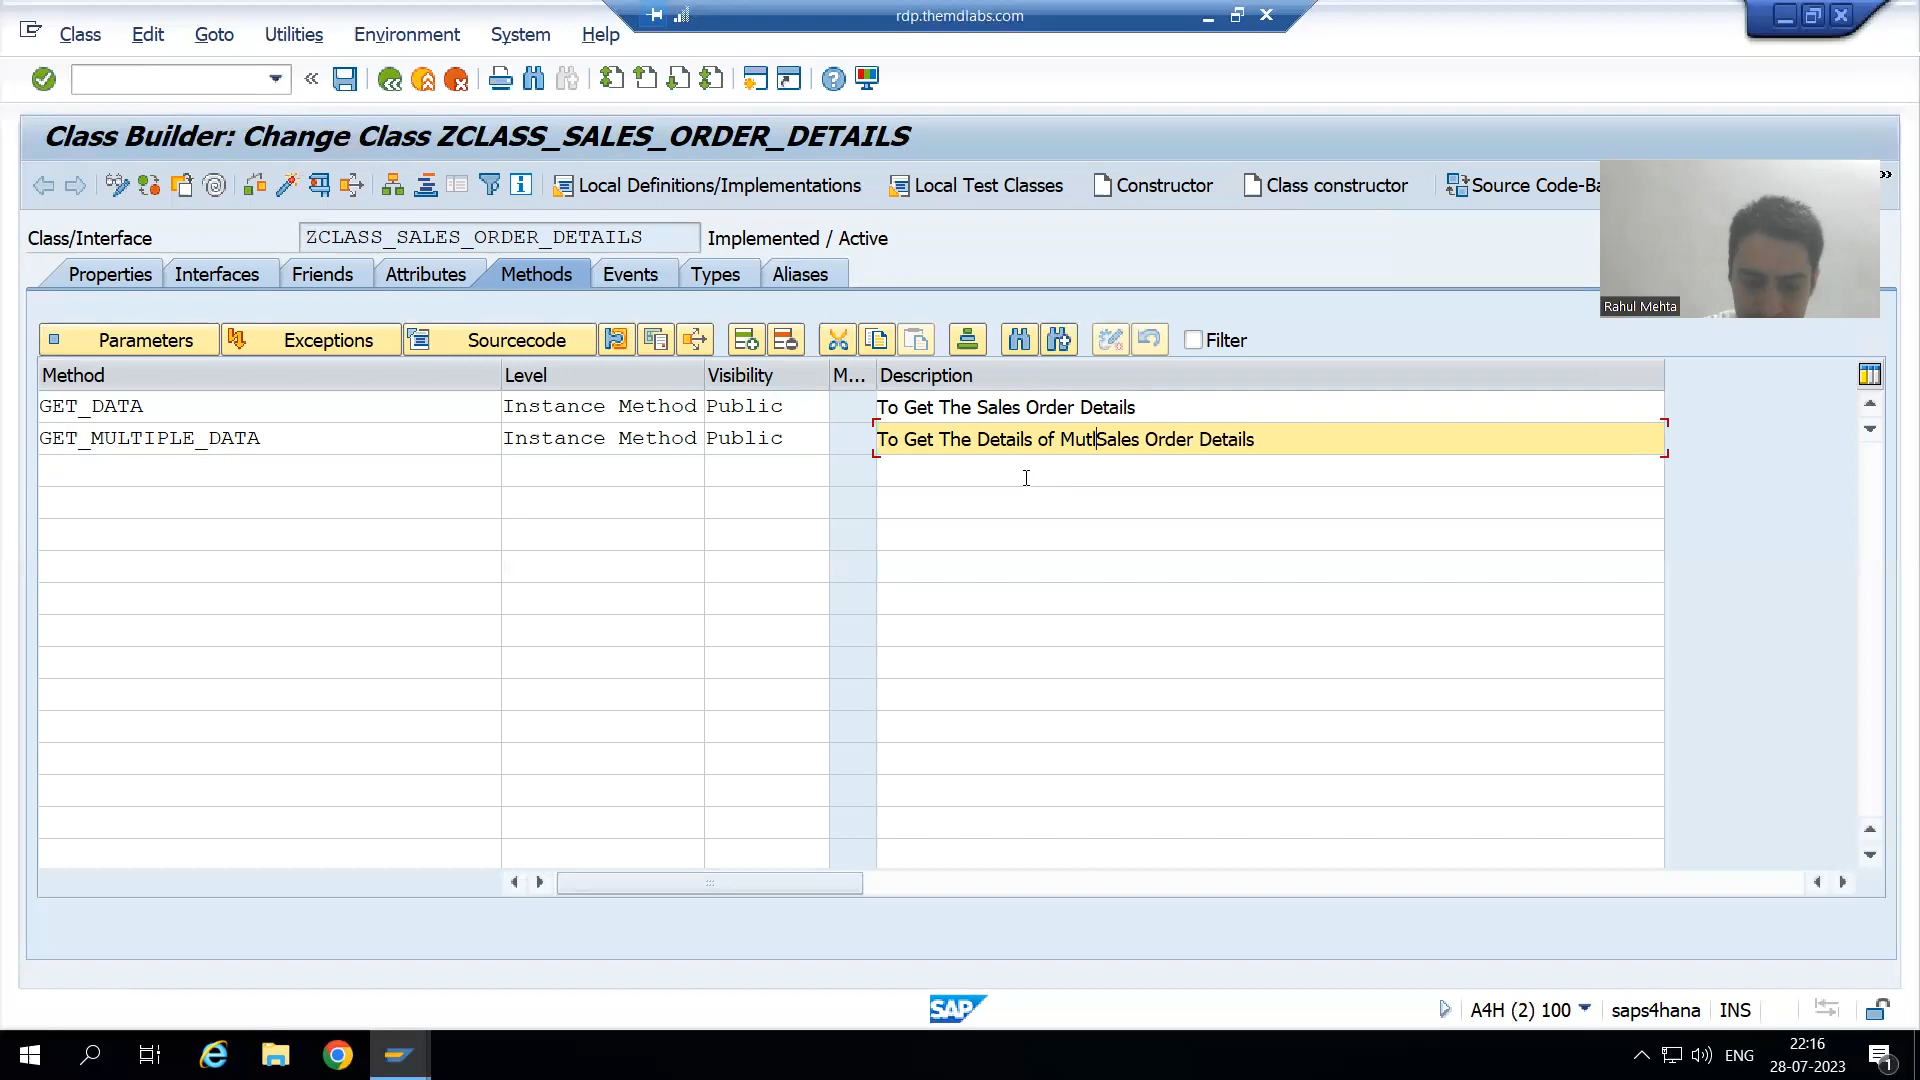 rdp.themdlabs.com
Class Edit Goto Utilities Environment System Help
Class Builder: Change Class ZCLASS_SALES_ORDER_DETAILS
Local Definitions/Implementations Local Test Classes Constructor Class constructor Source Code-Ba
Class/Interface ZCLASS_SALES_ORDER_DETAILS Implemented / Active
Properties Interfaces Friends Attributes Methods Events Types Aliases
Rahul Mehta
Parameters Exceptions Sourcecode Filter
Method Level Visibility M... Description
GET_DATA Instance Method Public To Get The Sales Order Details
GET_MULTIPLE_DATA Instance Method Public To Get The Details of MutlSales Order Details
SAP A4H (2) 100 saps4hana INS
ENG 22:16
28-07-2023 1